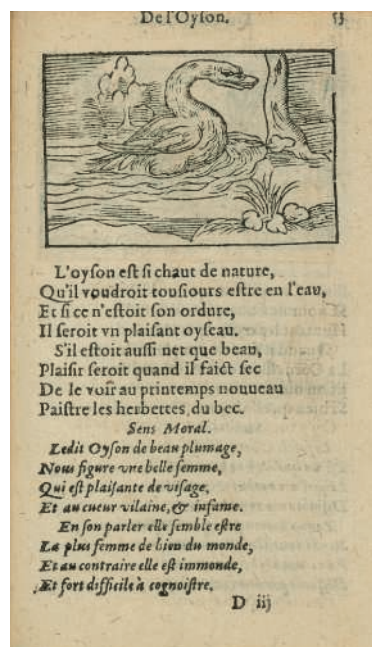 De l'Oyson. 53
L'oyson est si chaut de nature,
Qu'il voudroit tousiours estre en l'eau,
Et si ce n'estoit son ordure,
Il seroit vn plaisant oyseau.
S'il estoit aussi net que beau,
Plaisir seroit quand il faict sec
De le voir au printemps nouueau
Paistre les herbettes du bec.
Sens Moral.
Ledit Oyson de beau plumage,
Nous figure vne belle femme,
Qui est plaisante de visage,
Et au cueur vilaine, & infame.
En son parler elle semble estre
La plus femme de bien du monde,
Et au contraire elle est immonde,
Et fort difficile à cognoistre.
D iij